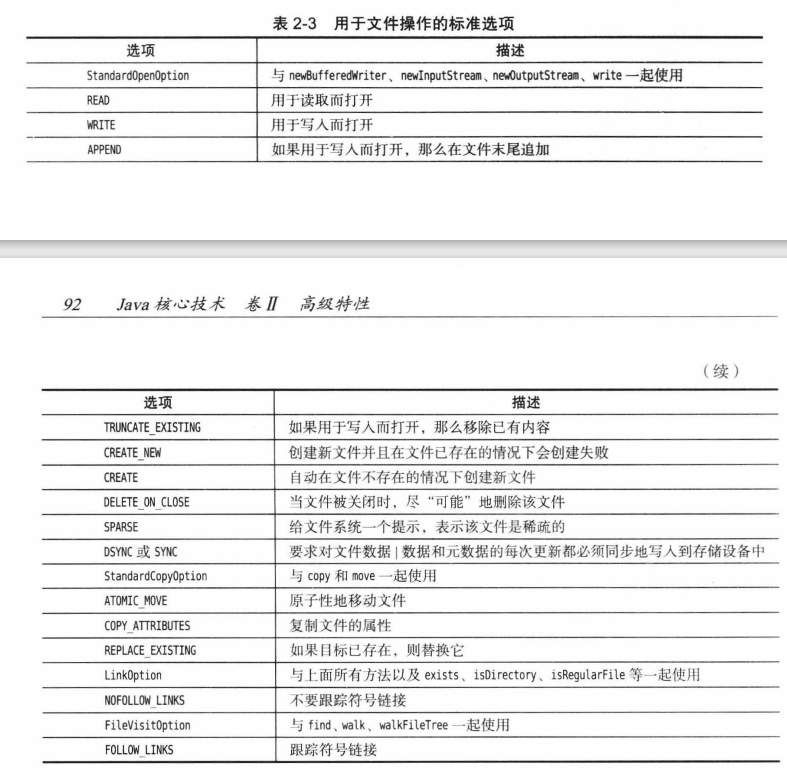 表 2-3 用于文件操作的标准选项
选项 描述
StandardOpenOption 与 newBufferedWriter、newInputStream、newOutputStream、write 一起使用
READ 用于读取而打开
WRITE 用于写入而打开
APPEND 如果用于写入而打开，那么在文件末尾追加
92 Java 核心技术 卷Ⅱ 高级特性
（续）
选项 描述
TRUNCATE_EXISTING 如果用于写入而打开，那么移除已有内容
CREATE_NEW 创建新文件并且在文件已存在的情况下会创建失败
CREATE 自动在文件不存在的情况下创建新文件
DELETE_ON_CLOSE 当文件被关闭时，尽“可能”地删除该文件
SPARSE 给文件系统一个提示，表示该文件是稀疏的
DSYNC 或 SYNC 要求对文件数据|数据和元数据的每次更新都必须同步地写入到存储设备中
StandardCopyOption 与 copy 和 move 一起使用
ATOMIC_MOVE 原子性地移动文件
COPY_ATTRIBUTES 复制文件的属性
REPLACE_EXISTING 如果目标已存在，则替换它
LinkOption 与上面所有方法以及 exists、isDirectory、isRegularFile 等一起使用
NOFOLLOW_LINKS 不要跟踪符号链接
FileVisitOption 与 find、walk、walkFileTree 一起使用
FOLLOW_LINKS 跟踪符号链接